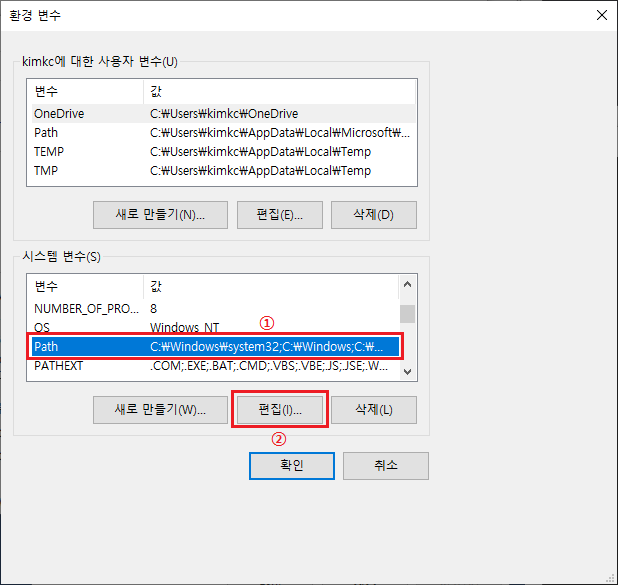 환경 변수
kimkc에 대한 사용자 변수(U)
변수 값
OneDrive C:₩Users₩kimkc₩OneDrive
Path C:₩Users₩kimkc₩AppData₩Local₩Microsoft₩...
TEMP C:₩Users₩kimkc₩AppData₩Local₩Temp
TMP C:₩Users₩kimkc₩AppData₩Local₩Temp
새로 만들기(N)... 편집(E)... 삭제(D)
시스템 변수(S)
변수 값
NUMBER_OF_PRO... 8
①
OS Windows_NT
Path C:₩Windows₩system32;C:₩Windows;C:₩...
PATHEXT .COM;.EXE;.BAT;.CMD;.VBS;.VBE;.JS;.JSE;.W...
새로 만들기(W)... 편집(I)... 삭제(L)
②
확인 취소